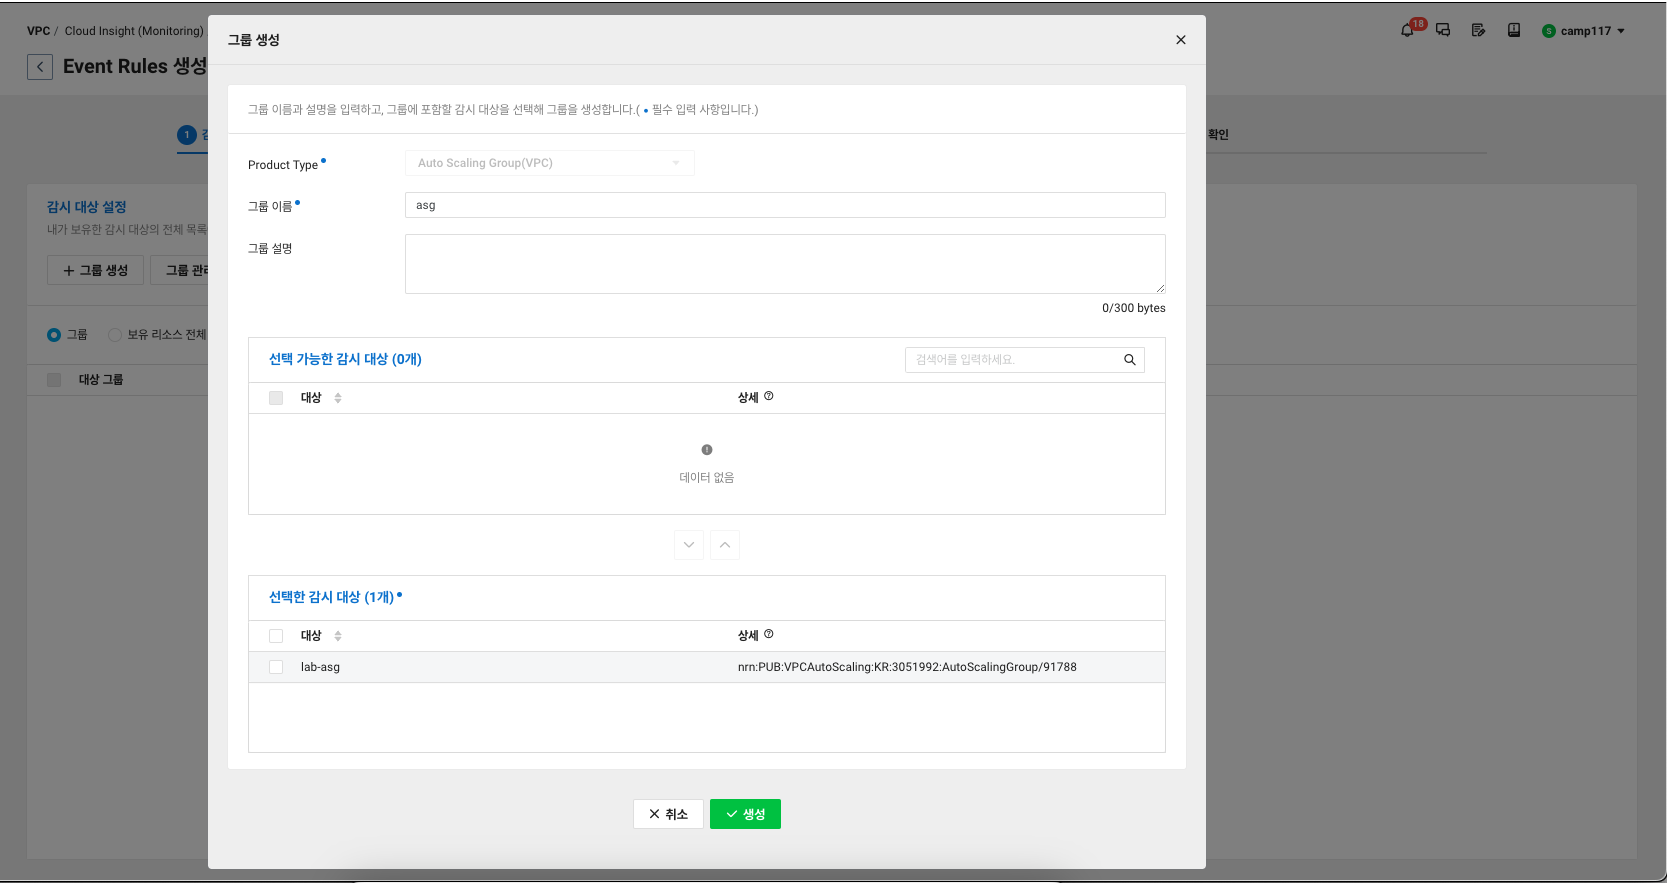 VPC / Cloud Insight (Monitoring)
18
S camp117
Event Rules 생성
1
확인
감시 대상 설정
내가 보유한 감시 대상의 전체 목록
+ 그룹 생성
그룹 관리
그룹 보유 리소스 전체
대상 그룹
그룹 생성
그룹 이름과 설명을 입력하고, 그룹에 포함할 감시 대상을 선택해 그룹을 생성합니다.( • 필수 입력 사항입니다.)
Product Type • Auto Scaling Group(VPC)
그룹 이름 • asg
그룹 설명
0/300 bytes
선택 가능한 감시 대상 (0개) 검색어를 입력하세요.
대상 상세
데이터 없음
선택한 감시 대상 (1개) •
대상 상세
lab-asg nrn:PUB:VPCAutoScaling:KR:3051992:AutoScalingGroup/91788
취소 생성